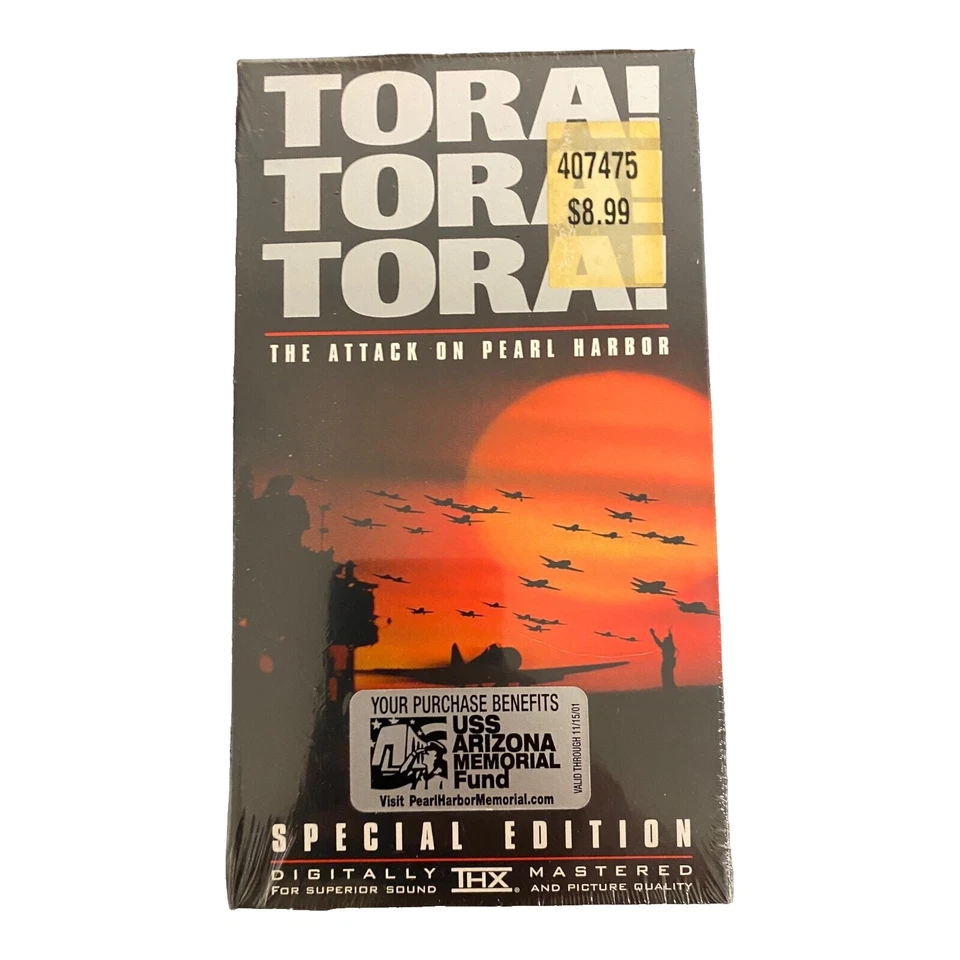 TORA!
TORA!
TORA!
407475
$8.99
THE ATTACK ON PEARL HARBOR
YOUR PURCHASE BENEFITS
USS
ARIZONA
MEMORIAL
Fund
Visit PearlHarborMemorial.com
VALID THROUGH 11/15/01
SPECIAL EDITION
DIGITALLY THX® MASTERED
FOR SUPERIOR SOUND AND PICTURE QUALITY